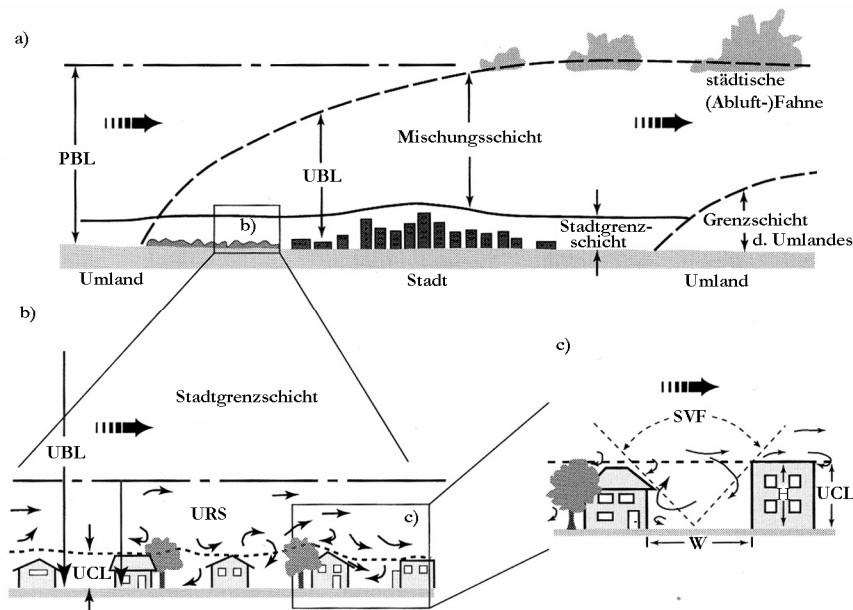 a)
städtische
(Abluft-)Fahne
Mischungsschicht
PBL
UBL
b)
Stadtgrenz-
schicht
Grenzschicht
d. Umlandes
Umland
Stadt
Umland
b)
Stadtgrenzschicht
UBL
URS
c)
UCL
c)
SVF
H
UCL
W